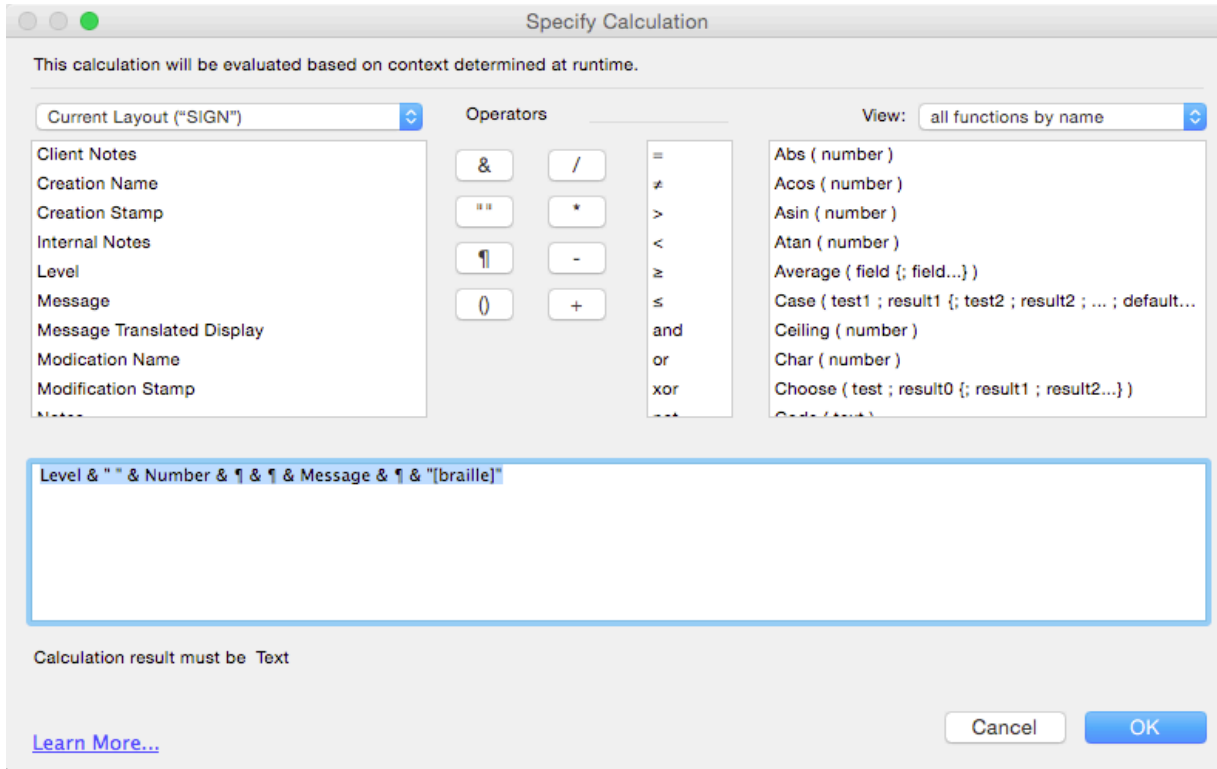 Specify Calculation
This calculation will be evaluated based on context determined at runtime.
Current Layout (“SIGN”)
Operators
View: all functions by name
Client Notes
Creation Name
Creation Stamp
Internal Notes
Level
Message
Message Translated Display
Modication Name
Modification Stamp
Notes
& /
"" *
¶ -
() +
=
≠
>
<
≥
≤
and
or
xor
not
Abs ( number )
Acos ( number )
Asin ( number )
Atan ( number )
Average ( field {; field...} )
Case ( test1 ; result1 {; test2 ; result2 ; ... ; default...
Ceiling ( number )
Char ( number )
Choose ( test ; result0 {; result1 ; result2...} )
Code ( text )
Level & " " & Number & ¶ & ¶ & Message & ¶ & "[braille]"
Calculation result must be Text
Learn More...
Cancel
OK